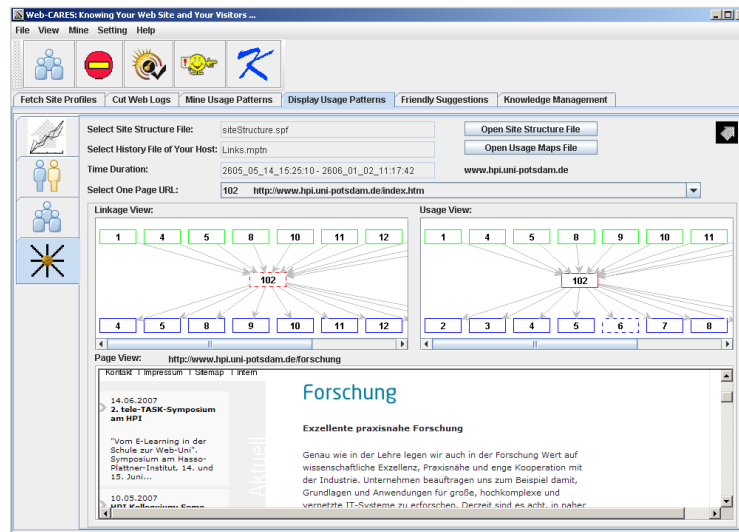 Web-CARES: Knowing Your Web Site and Your Visitors ...
File View Mine Setting Help
Fetch Site Profiles Cut Web Logs Mine Usage Patterns Display Usage Patterns Friendly Suggestions Knowledge Management
Select Site Structure File: siteStructure.spf Open Site Structure File
Select History File of Your Host: Links.mptn Open Usage Maps File
Time Duration: 2605_05_14_15:25:10 - 2606_01_02_11:17:42 www.hpi.uni-potsdam.de
Select One Page URL: 102 http://www.hpi.uni-potsdam.de/index.htm
Linkage View: Usage View:
1 4 5 8 10 11 12 1 4 5 8 9 10 11
102 102
4 5 8 9 10 11 12 2 3 4 5 6 7 8
Page View: http://www.hpi.uni-potsdam.de/forschung
Kontakt | Impressum | Sitemap | Intern
Forschung
14.06.2007
2. tele-TASK-Symposium
am HPI
Exzellente praxisnahe Forschung
"Vom E-Learning in der
Schule zur Web-Uni".
Symposium am Hasso-
Plattner-Institut, 14. und
15. Juni...
Aktuell
Genau wie in der Lehre legen wir auch in der Forschung Wert auf
wissenschaftliche Exzellenz, Praxisnähe und enge Kooperation mit
der Industrie. Unternehmen beauftragen uns zum Beispiel damit,
Grundlagen und Anwendungen für große, hochkomplexe und
vernetzte IT-Systeme zu erforschen. Derzeit sind es acht, in naher
10.05.2007
HPI Kolloquium: Some